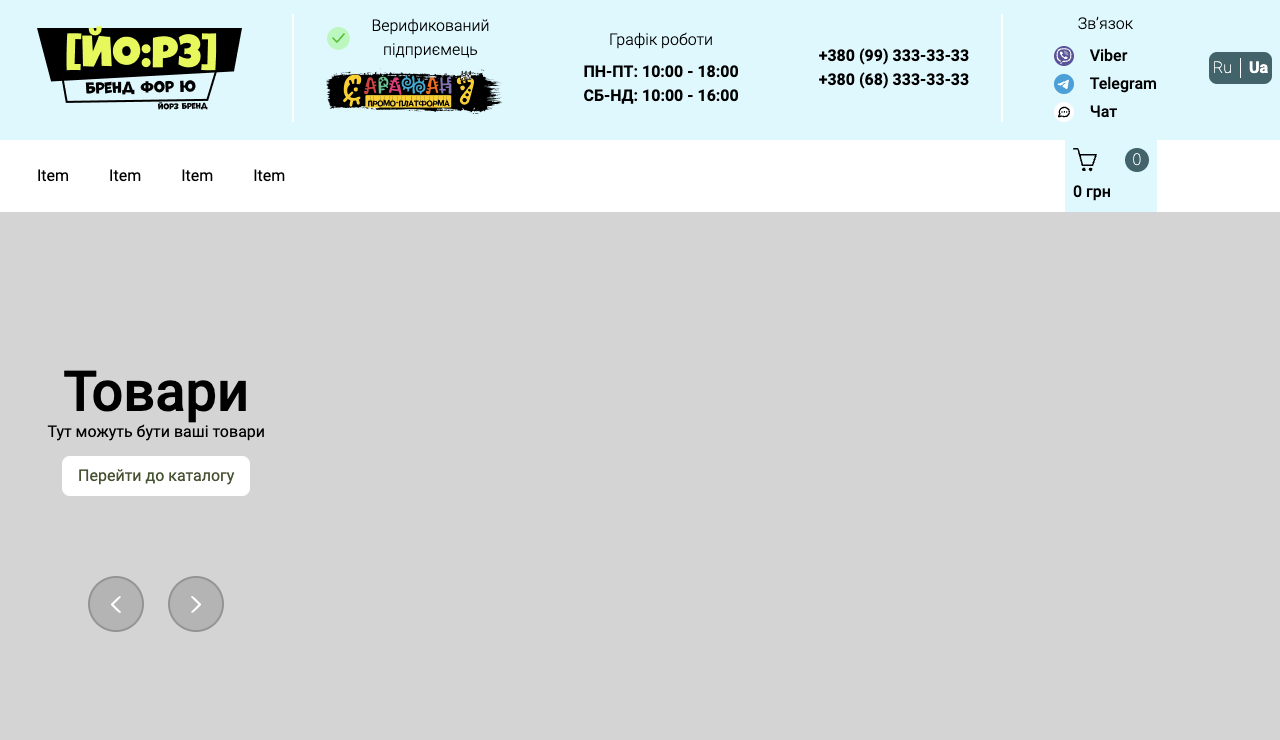 [ЙО:РЗ]
БРЕНД ФОР Ю
ЙОРЗ БРЕНД
Верификований
підприємець
САРАФАН
ПРОМО-ПЛАТФОРМА
Графік роботи
ПН-ПТ: 10:00 - 18:00
СБ-НД: 10:00 - 16:00
+380 (99) 333-33-33
+380 (68) 333-33-33
Зв'язок
Viber
Telegram
Чат
Ru | Ua
Item Item Item Item
0
0 грн
Товари
Тут можуть бути ваші товари
Перейти до каталогу